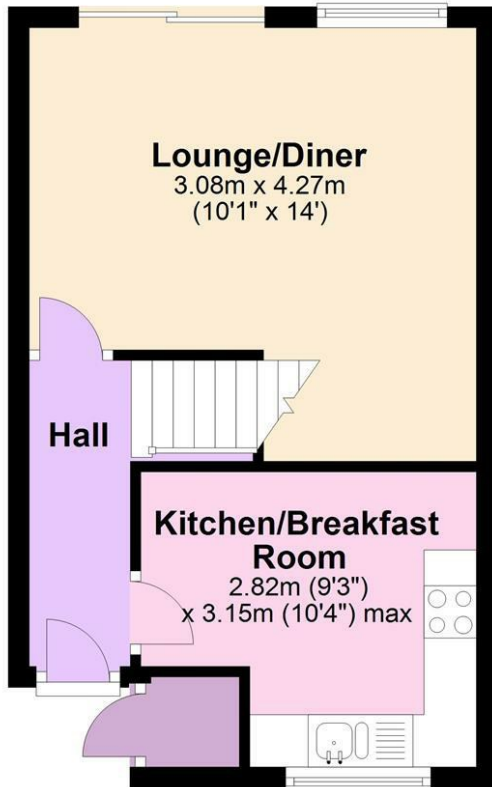 Lounge/Diner
3.08m x 4.27m
(10'1" x 14')
Hall
Kitchen/Breakfast
Room
2.82m (9'3")
x 3.15m (10'4") max